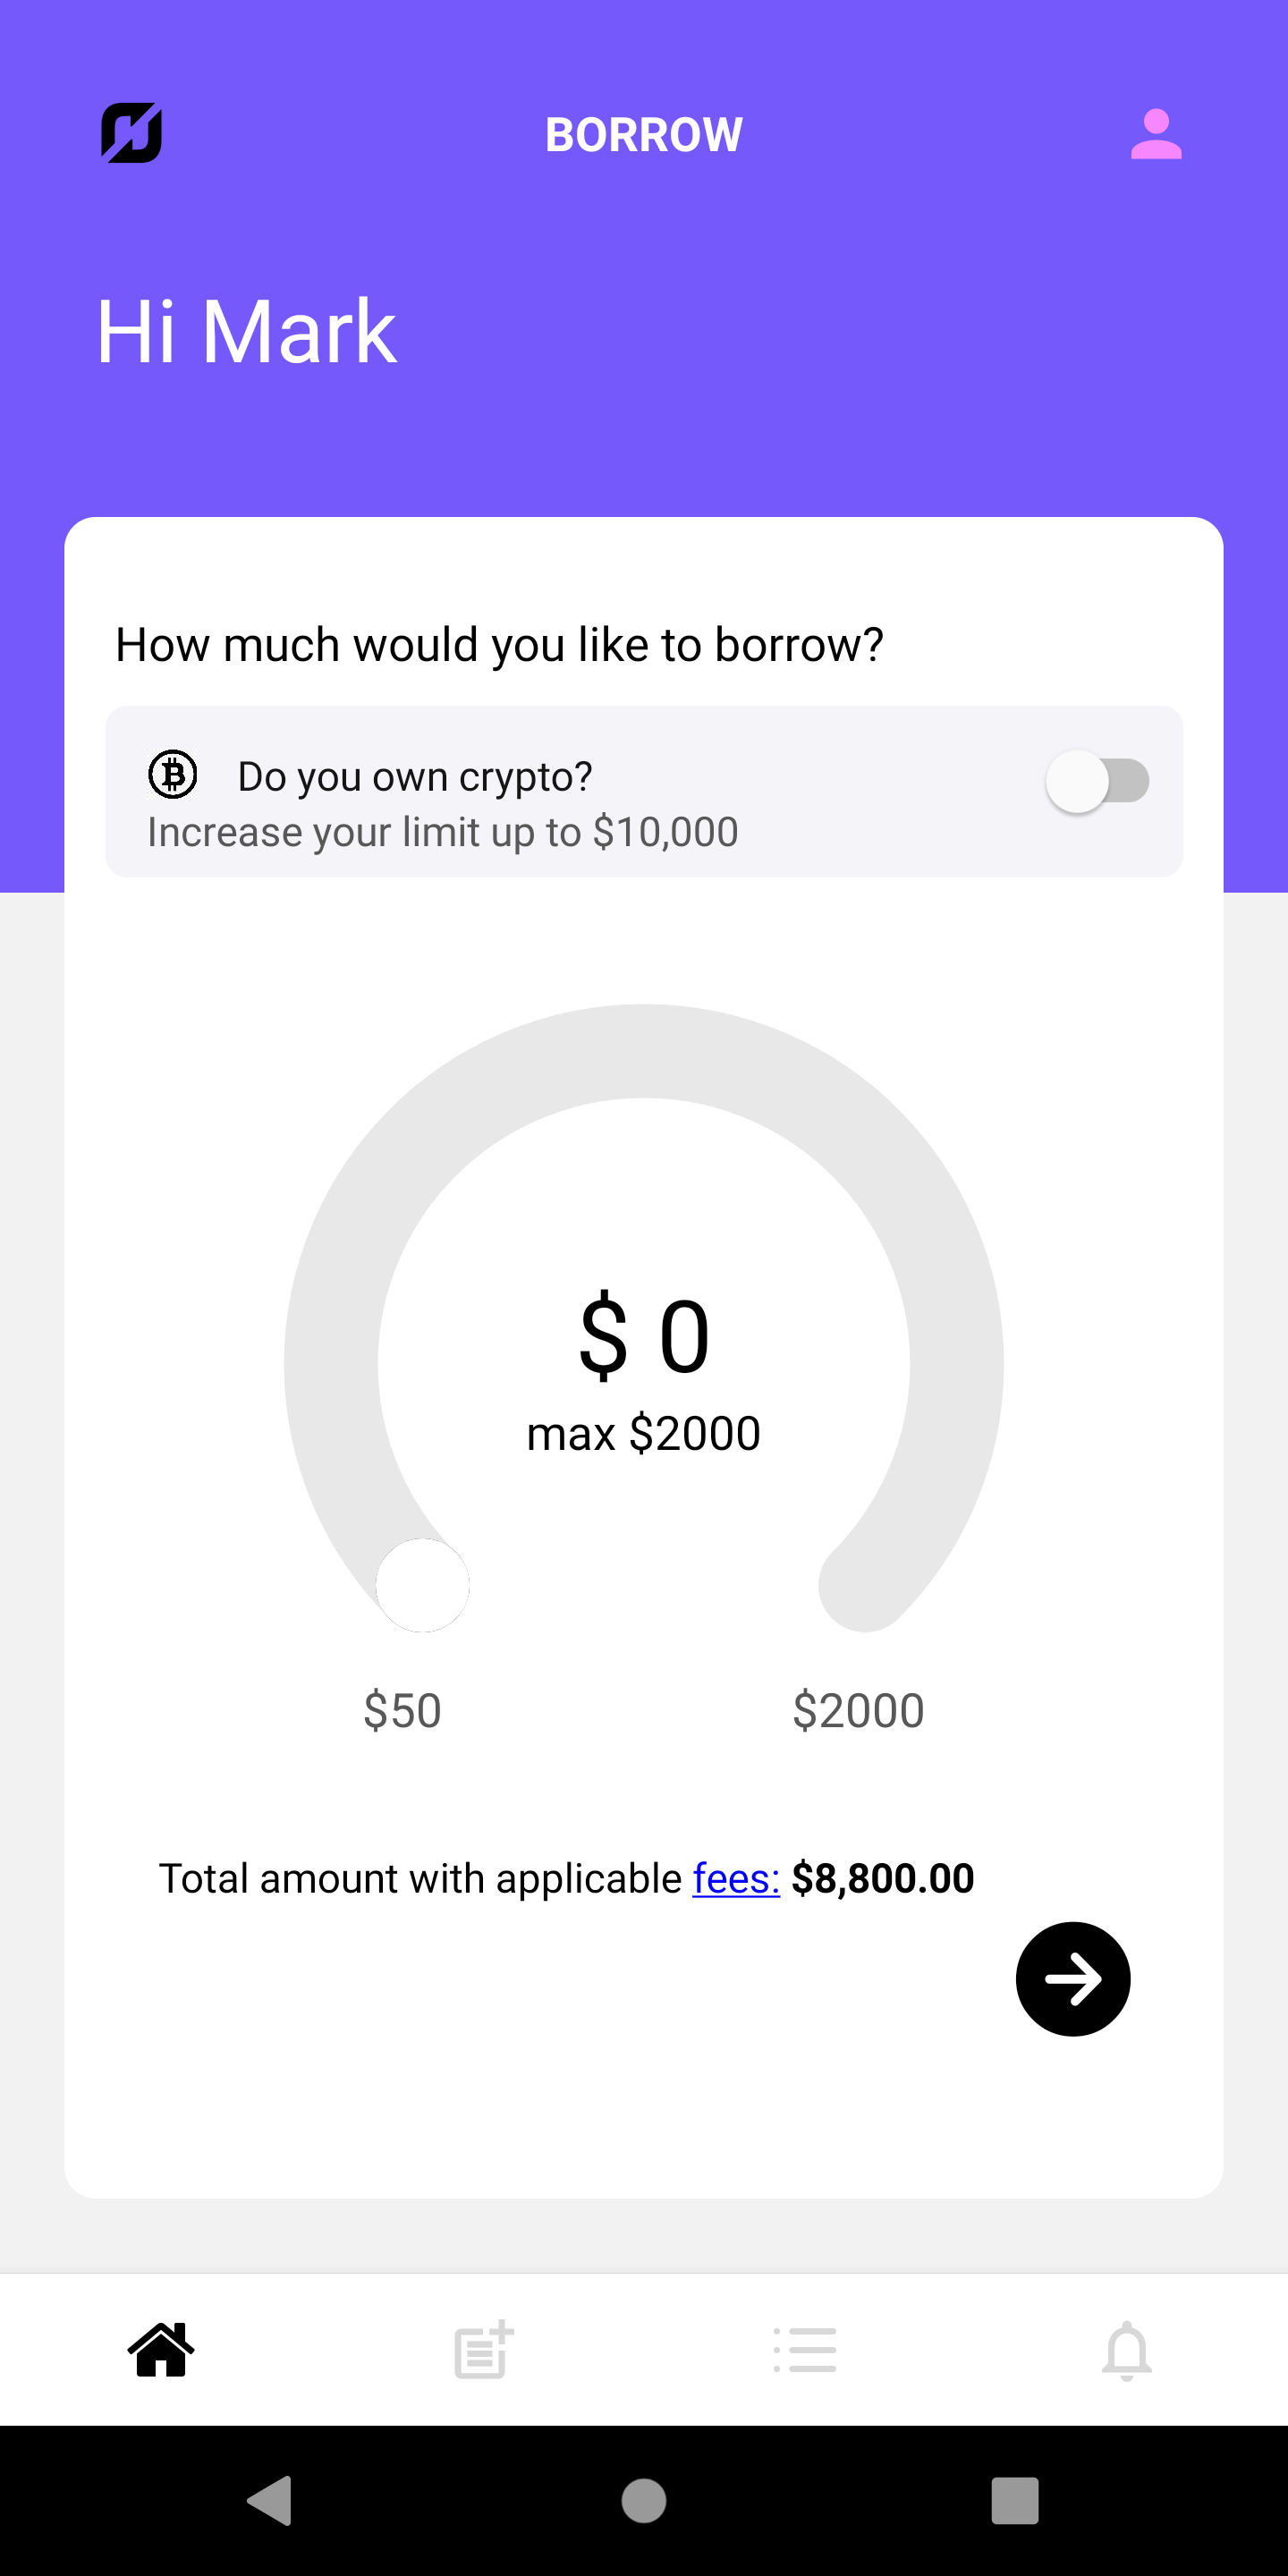 BORROW
Hi Mark
How much would you like to borrow?
Do you own crypto?
Increase your limit up to $10,000
$ 0
max $2000
$50
$2000
Total amount with applicable fees: $8,800.00